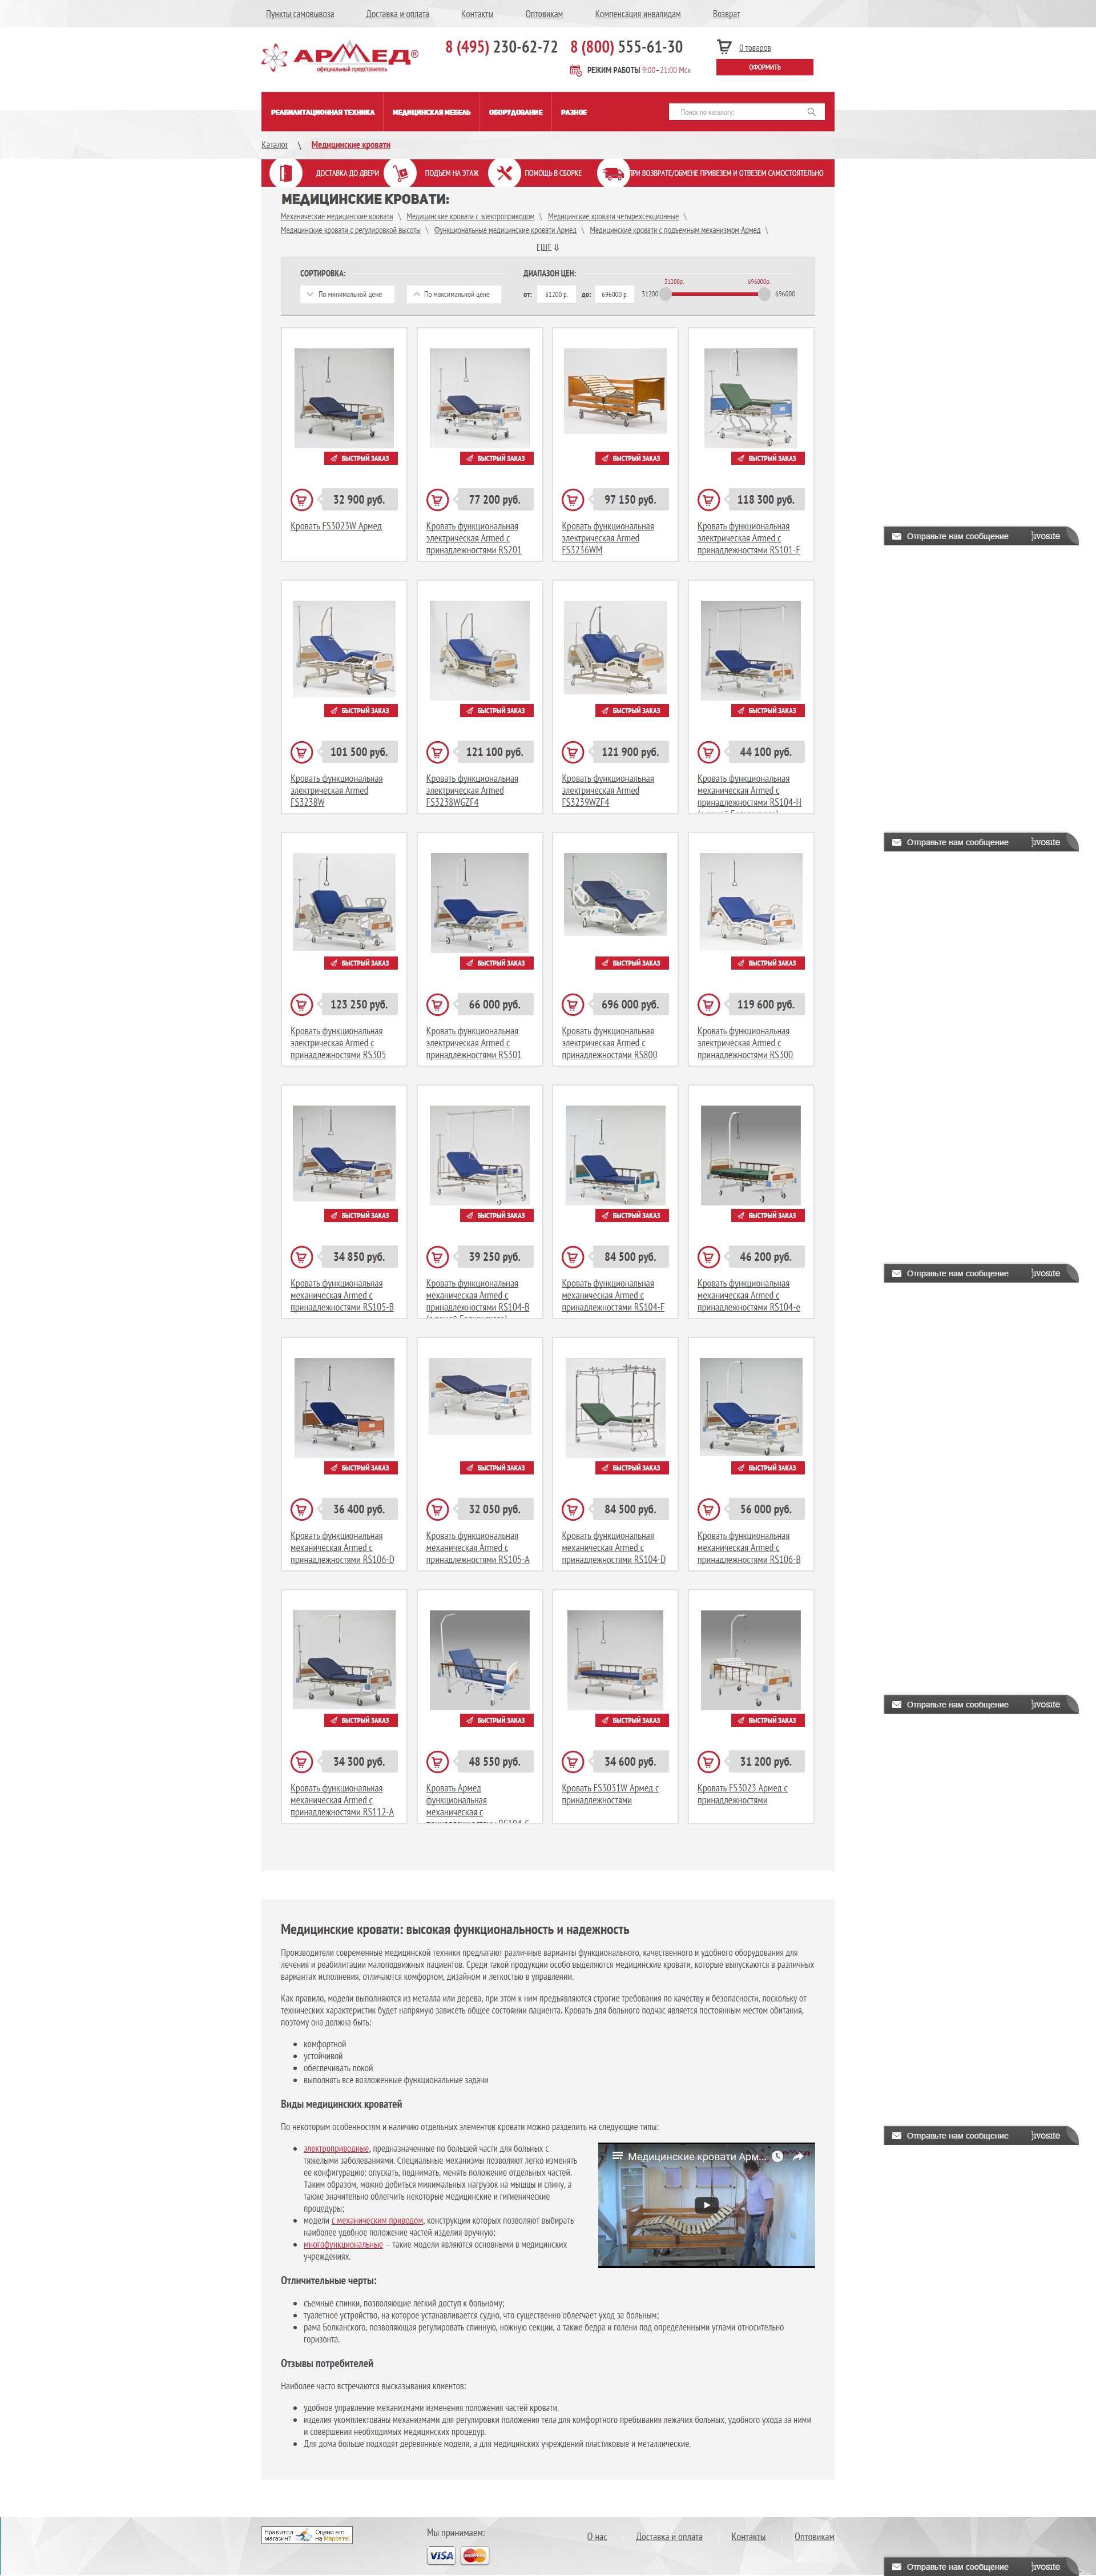 Пункты самовывоза Доставка и оплата Контакты Оптовикам Компенсация инвалидам Возврат
АРМЕД®
официальный представитель
8 (495) 230-62-72 8 (800) 555-61-30
РЕЖИМ РАБОТЫ 9:00–21:00 Мск
0 товаров
ОФОРМИТЬ
РЕАБИЛИТАЦИОННАЯ ТЕХНИКА МЕДИЦИНСКАЯ МЕБЕЛЬ ОБОРУДОВАНИЕ РАЗНОЕ Поиск по каталогу:
Каталог \ Медицинские кровати
ДОСТАВКА ДО ДВЕРИ ПОДЪЕМ НА ЭТАЖ ПОМОЩЬ В СБОРКЕ ПРИ ВОЗВРАТЕ/ОБМЕНЕ ПРИВЕЗЕМ И ОТВЕЗЕМ САМОСТОЯТЕЛЬНО
МЕДИЦИНСКИЕ КРОВАТИ:
Механические медицинские кровати \ Медицинские кровати с электроприводом \ Медицинские кровати четырехсекционные \
Медицинские кровати с регулировкой высоты \ Функциональные медицинские кровати Армед \ Медицинские кровати с подъемным механизмом Армед \
ЕЩЕ ⇓
СОРТИРОВКА: ДИАПАЗОН ЦЕН:
По минимальной цене По максимальной цене от: 31200 р. до: 696000 р. 31200 31200р. 696000р. 696000
БЫСТРЫЙ ЗАКАЗ БЫСТРЫЙ ЗАКАЗ БЫСТРЫЙ ЗАКАЗ БЫСТРЫЙ ЗАКАЗ
32 900 руб. 77 200 руб. 97 150 руб. 118 300 руб.
Кровать FS3023W Армед
Кровать функциональная
электрическая Armed с
принадлежностями RS201
Кровать функциональная
электрическая Armed
FS3236WM
Кровать функциональная
электрическая Armed с
принадлежностями RS101-F
Отправьте нам сообщение jivosite
БЫСТРЫЙ ЗАКАЗ БЫСТРЫЙ ЗАКАЗ БЫСТРЫЙ ЗАКАЗ БЫСТРЫЙ ЗАКАЗ
101 500 руб. 121 100 руб. 121 900 руб. 44 100 руб.
Кровать функциональная
электрическая Armed
FS3238W
Кровать функциональная
электрическая Armed
FS3238WGZF4
Кровать функциональная
электрическая Armed
FS3239WZF4
Кровать функциональная
механическая Armed с
принадлежностями RS104-H
Отправьте нам сообщение jivosite
БЫСТРЫЙ ЗАКАЗ БЫСТРЫЙ ЗАКАЗ БЫСТРЫЙ ЗАКАЗ БЫСТРЫЙ ЗАКАЗ
123 250 руб. 66 000 руб. 696 000 руб. 119 600 руб.
Кровать функциональная
электрическая Armed с
принадлежностями RS305
Кровать функциональная
электрическая Armed с
принадлежностями RS301
Кровать функциональная
электрическая Armed с
принадлежностями RS800
Кровать функциональная
электрическая Armed с
принадлежностями RS300
БЫСТРЫЙ ЗАКАЗ БЫСТРЫЙ ЗАКАЗ БЫСТРЫЙ ЗАКАЗ БЫСТРЫЙ ЗАКАЗ
34 850 руб. 39 250 руб. 84 500 руб. 46 200 руб.
Кровать функциональная
механическая Armed с
принадлежностями RS105-B
Кровать функциональная
механическая Armed с
принадлежностями RS104-B
Кровать функциональная
механическая Armed с
принадлежностями RS104-F
Кровать функциональная
механическая Armed с
принадлежностями RS104-e
Отправьте нам сообщение jivosite
БЫСТРЫЙ ЗАКАЗ БЫСТРЫЙ ЗАКАЗ БЫСТРЫЙ ЗАКАЗ БЫСТРЫЙ ЗАКАЗ
36 400 руб. 32 050 руб. 84 500 руб. 56 000 руб.
Кровать функциональная
механическая Armed с
принадлежностями RS106-D
Кровать функциональная
механическая Armed с
принадлежностями RS105-A
Кровать функциональная
механическая Armed с
принадлежностями RS104-D
Кровать функциональная
механическая Armed с
принадлежностями RS106-B
БЫСТРЫЙ ЗАКАЗ БЫСТРЫЙ ЗАКАЗ БЫСТРЫЙ ЗАКАЗ БЫСТРЫЙ ЗАКАЗ
34 300 руб. 48 550 руб. 34 600 руб. 31 200 руб.
Кровать функциональная
механическая Armed с
принадлежностями RS112-A
Кровать Армед
функциональная
механическая с
Кровать FS3031W Армед с
принадлежностями
Кровать FS3023 Армед с
принадлежностями
Отправьте нам сообщение jivosite
Медицинские кровати: высокая функциональность и надежность
Производители современные медицинской техники предлагают различные варианты функционального, качественного и удобного оборудования для
лечения и реабилитации малоподвижных пациентов. Среди такой продукции особо выделяются медицинские кровати, которые выпускаются в различных
вариантах исполнения, отличаются комфортом, дизайном и легкостью в управлении.
Как правило, модели выполняются из металла или дерева, при этом к ним предъявляются строгие требования по качеству и безопасности, поскольку от
технических характеристик будет напрямую зависеть общее состоянии пациента. Кровать для больного подчас является постоянным местом обитания,
поэтому она должна быть:
комфортной
устойчивой
обеспечивать покой
выполнять все возложенные функциональные задачи
Виды медицинских кроватей
По некоторым особенностям и наличию отдельных элементов кровати можно разделить на следующие типы:
электроприводные, предназначенные по большей части для больных с
тяжелыми заболеваниями. Специальные механизмы позволяют легко изменять
ее конфигурацию: опускать, поднимать, менять положение отдельных частей.
Таким образом, можно добиться минимальных нагрузок на мышцы и спину, а
также значительно облегчить некоторые медицинские и гигиенические
процедуры;
модели с механическим приводом, конструкции которых позволяют выбирать
наиболее удобное положение частей изделия вручную;
многофункциональные – такие модели являются основными в медицинских
учреждениях.
Медицинские кровати Арм...
Отправьте нам сообщение jivosite
Отличительные черты:
съемные спинки, позволяющие легкий доступ к больному;
туалетное устройство, на которое устанавливается судно, что существенно облегчает уход за больным;
рама Болканского, позволяющая регулировать спинную, ножную секции, а также бедра и голени под определенными углами относительно
горизонта.
Отзывы потребителей
Наиболее часто встречаются высказывания клиентов:
удобное управление механизмами изменения положения частей кровати.
изделия укомплектованы механизмами для регулировки положения тела для комфортного пребывания лежачих больных, удобного ухода за ними
и совершения необходимых медицинских процедур.
Для дома больше подходят деревянные модели, а для медицинских учреждений пластиковые и металлические.
Нравится магазин? Оцени его на Маркете!
Мы принимаем:
VISA MasterCard
О нас Доставка и оплата Контакты Оптовикам
Отправьте нам сообщение jivosite